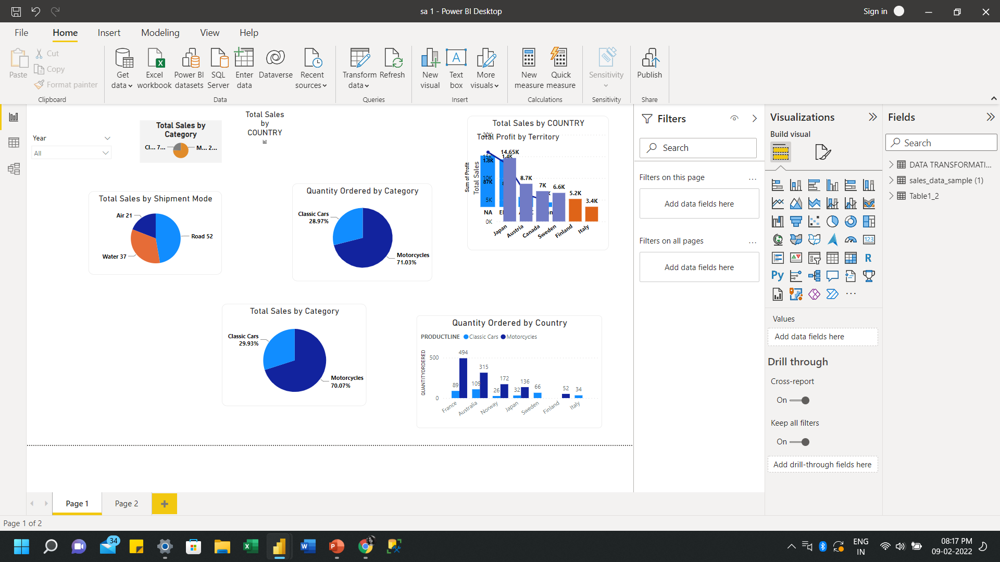 sa 1 - Power BI Desktop
Sign in
File
Home
Insert
Modeling
View
Help
Paste
Cut
Copy
Format painter
Clipboard
Get data
Excel workbook
Power BI datasets
SQL Server
Enter data
Dataverse
Recent sources
Data
Transform data
Refresh
Queries
New visual
Text box
More visuals
Insert
New measure
Quick measure
Calculations
Sensitivity
Sensitivity
Publish
Share
Year
All
Total Sales by
Category
Cl... 7...
M... 2...
Total Sales
by
COUNTRY
Total Sales by Shipment Mode
Air 21
Road 52
Water 37
Quantity Ordered by Category
Classic Cars
28.97%
Motorcycles
71.03%
Total Sales by COUNTRY
Total Profit by Territory
20K
15K
10K
5K
0K
Sum of Profit
Total Sales
14.65K
1.4K
1.8K
87K
8.7K
7K
6.6K
5.2K
3.4K
NA
Japan
Austria
Canada
Sweden
Finland
Italy
Total Sales by Category
Classic Cars
29.93%
Motorcycles
70.07%
Quantity Ordered by Country
PRODUCTLINE Classic Cars Motorcycles
QUANTITYORDERED
500
0
494
315
172
136
89
109
26
32
66
52
34
France
Australia
Norway
Japan
Sweden
Finland
Italy
Filters
Search
Filters on this page
...
Add data fields here
Filters on all pages
...
Add data fields here
Visualizations
Build visual
123
R
Py
...
Values
Add data fields here
Drill through
Cross-report
On
Keep all filters
On
Add drill-through fields here
Fields
Search
DATA TRANSFORMATI...
sales_data_sample (1)
Table1_2
Page 1
Page 2
+
Page 1 of 2
34
ENG
IN
08:17 PM
09-02-2022